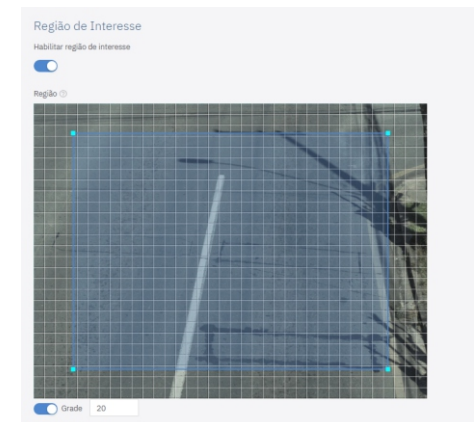 Região de Interesse
Habilitar região de interesse
Região
Grade 20